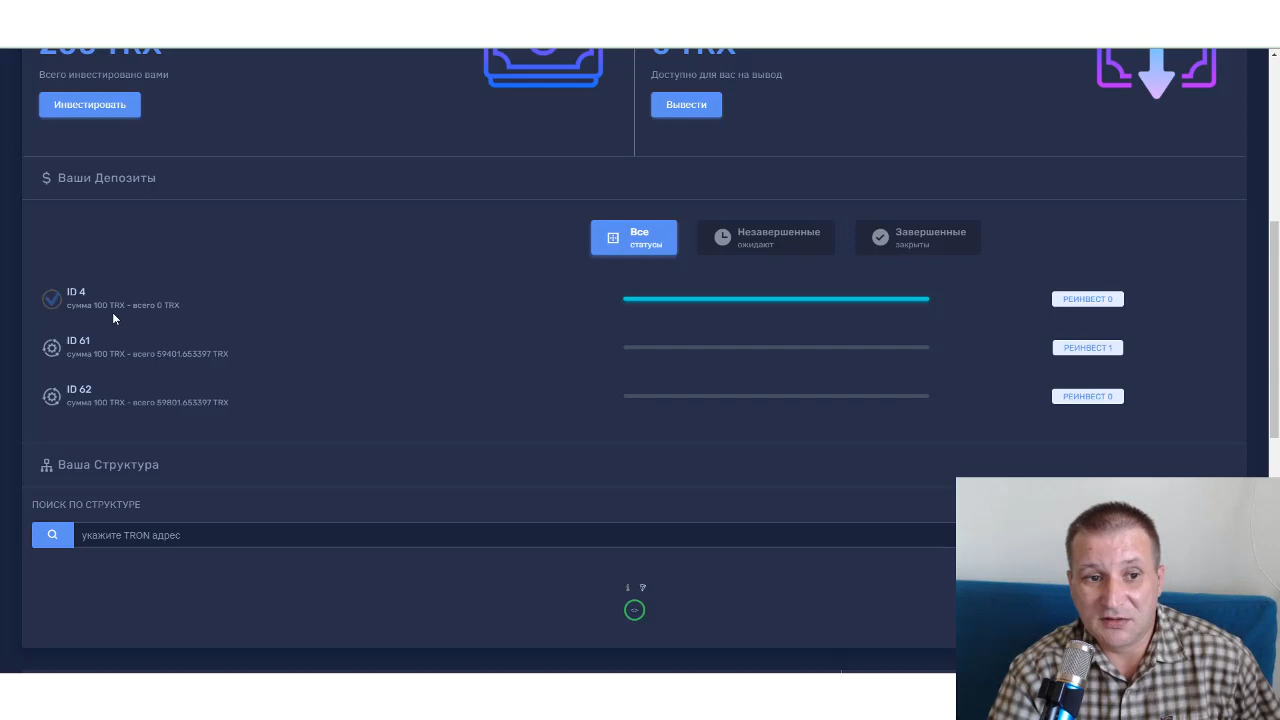 Всего инвестировано вами
Доступно для вас на вывод
Инвестировать
Вывести
Ваши Депозиты
Все
статусы
Незавершенные
ожидают
Завершенные
закрыты
ID 4
сумма 100 TRX - всего 0 TRX
РЕИНВЕСТ 0
ID 61
сумма 100 TRX - всего 59401.653397 TRX
РЕИНВЕСТ 1
ID 62
сумма 100 TRX - всего 59801.653397 TRX
РЕИНВЕСТ 0
Ваша Структура
ПОИСК ПО СТРУКТУРЕ
укажите TRON адрес